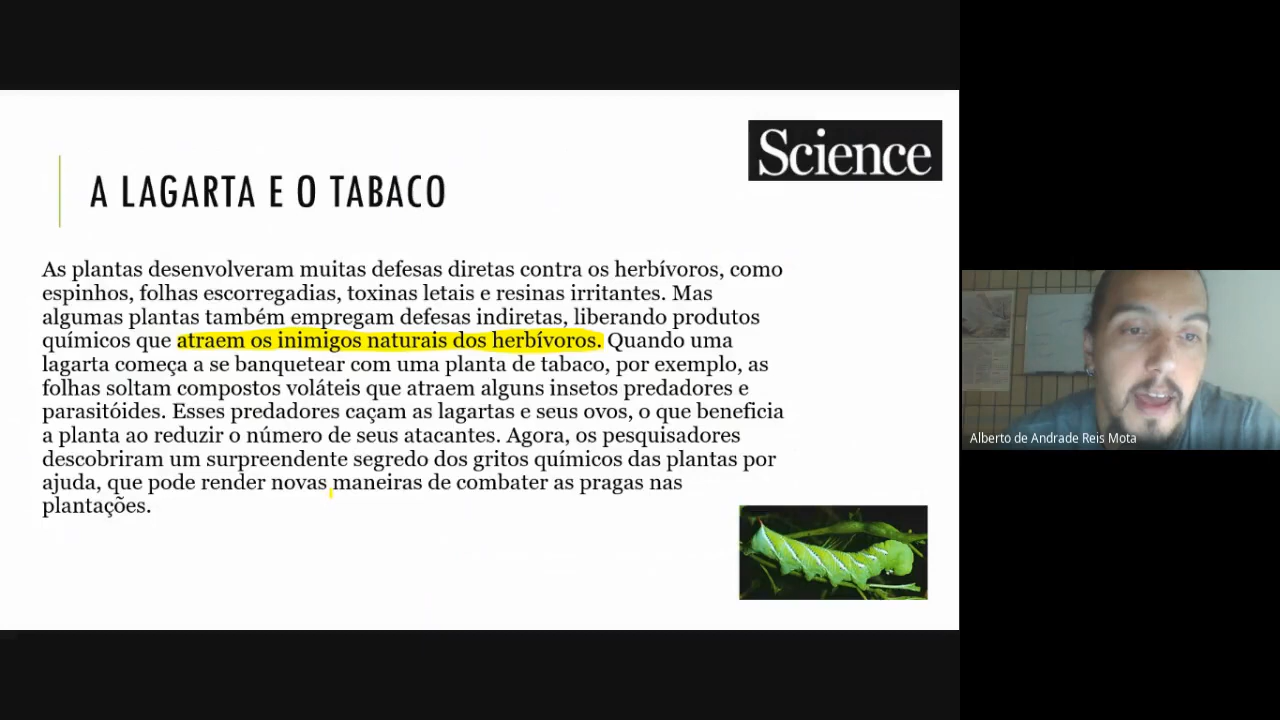 Science
A LAGARTA E O TABACO
As plantas desenvolveram muitas defesas diretas contra os herbívoros, como
espinhos, folhas escorregadias, toxinas letais e resinas irritantes. Mas
algumas plantas também empregam defesas indiretas, liberando produtos
químicos que atraem os inimigos naturais dos herbívoros. Quando uma
lagarta começa a se banquetear com uma planta de tabaco, por exemplo, as
folhas soltam compostos voláteis que atraem alguns insetos predadores e
parasitóides. Esses predadores caçam as lagartas e seus ovos, o que beneficia
a planta ao reduzir o número de seus atacantes. Agora, os pesquisadores
descobriram um surpreendente segredo dos gritos químicos das plantas por
ajuda, que pode render novas maneiras de combater as pragas nas
plantações.
Alberto de Andrade Reis Mota